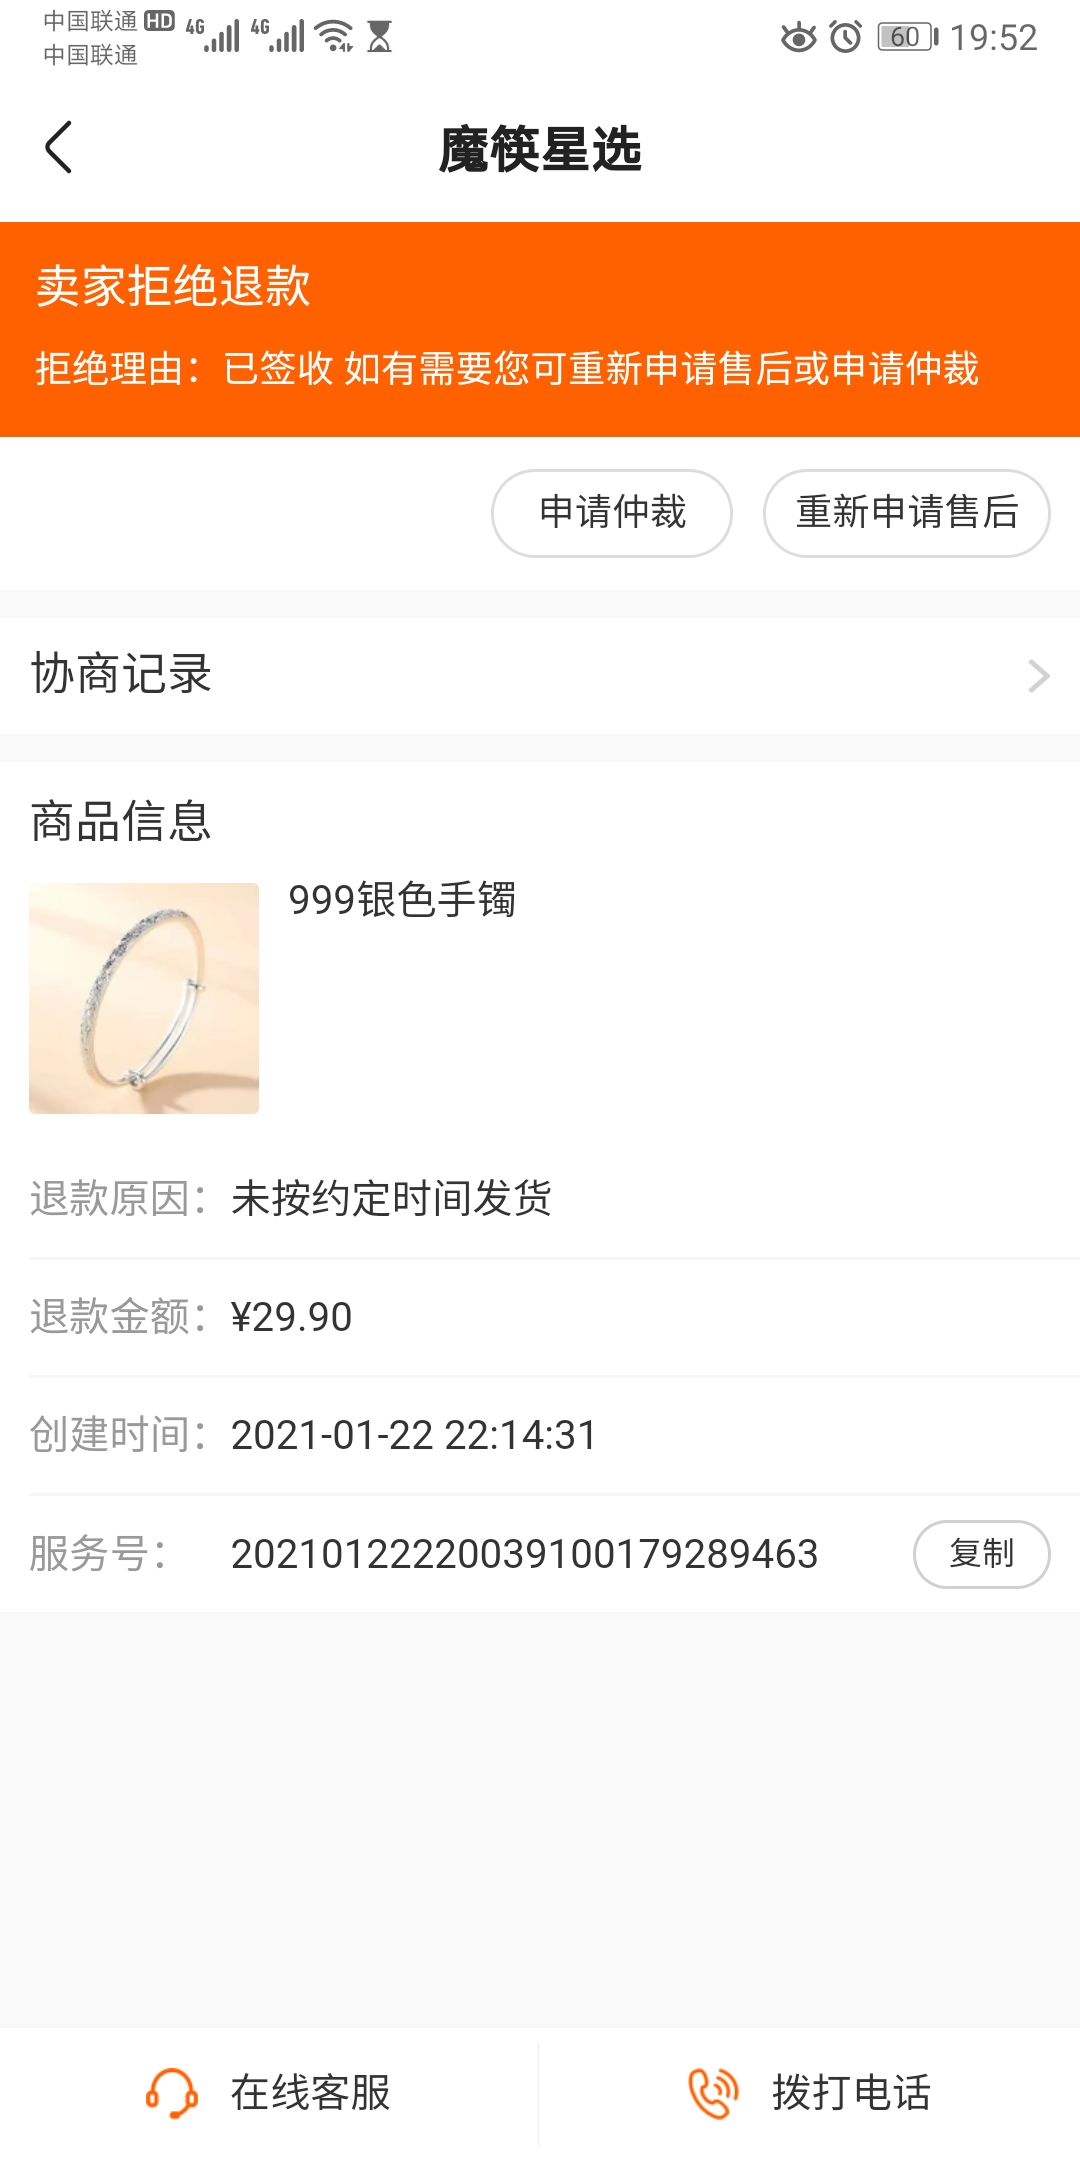 中国联通 HD 4G 4G 60 19:52
中国联通
魔筷星选
卖家拒绝退款
拒绝理由：已签收 如有需要您可重新申请售后或申请仲裁
申请仲裁 重新申请售后
协商记录
商品信息
999银色手镯
退款原因：未按约定时间发货
退款金额：¥29.90
创建时间：2021-01-22 22:14:31
服务号：20210122220039100179289463 复制
在线客服 拨打电话